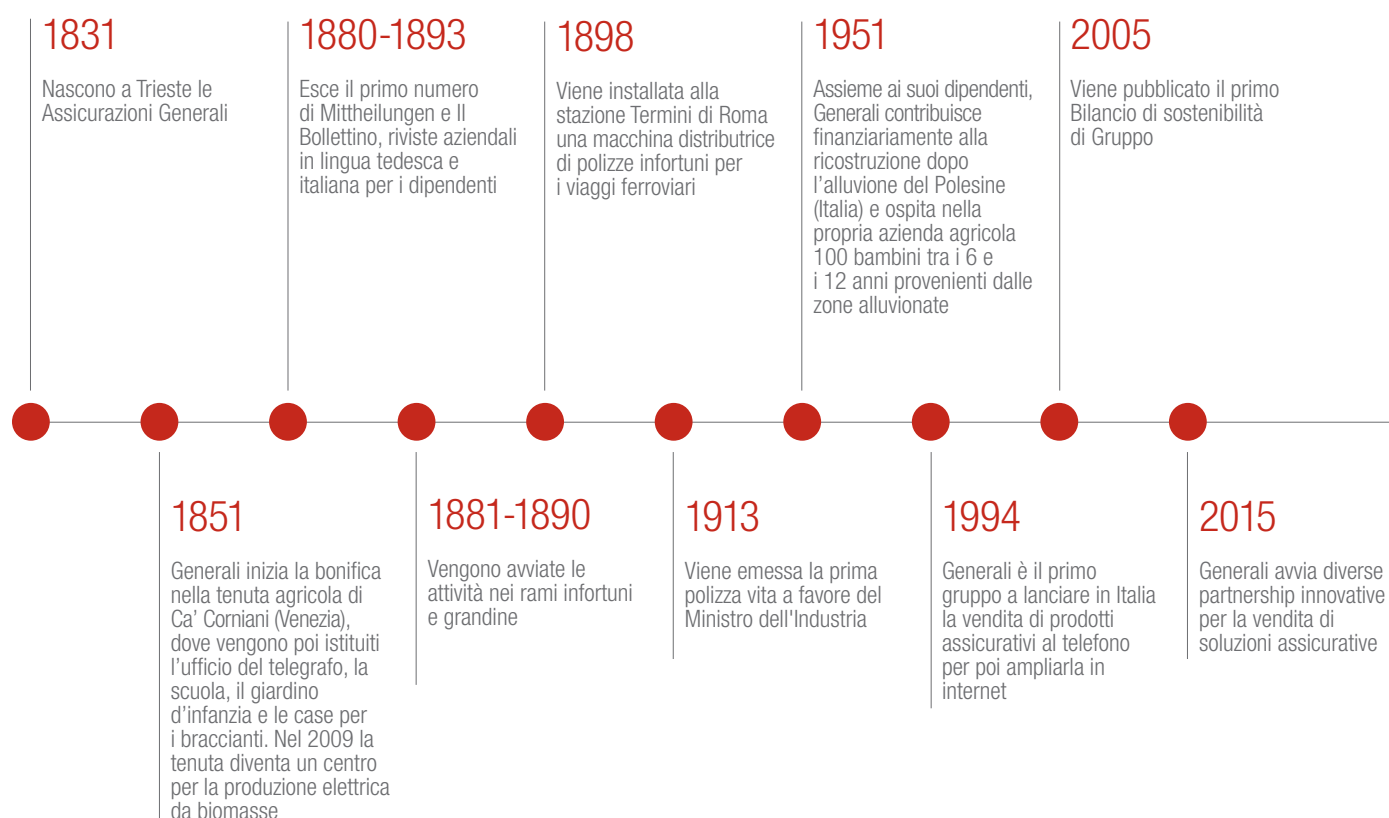 1831
Nascono a Trieste le
Assicurazioni Generali
1880-1893
Esce il primo numero
di Mittheilungen e Il
Bollettino, riviste aziendali
in lingua tedesca e
italiana per i dipendenti
1898
Viene installata alla
stazione Termini di Roma
una macchina distributrice
di polizze infortuni per
i viaggi ferroviari
1951
Assieme ai suoi dipendenti,
Generali contribuisce
finanziariamente alla
ricostruzione dopo
l'alluvione del Polesine
(Italia) e ospita nella
propria azienda agricola
100 bambini tra i 6 e
i 12 anni provenienti dalle
zone alluvionate
2005
Viene pubblicato il primo
Bilancio di sostenibilità
di Gruppo
1851
Generali inizia la bonifica
nella tenuta agricola di
Ca' Corniani (Venezia),
dove vengono poi istituiti
l'ufficio del telegrafo, la
scuola, il giardino
d'infanzia e le case per
i braccianti. Nel 2009 la
tenuta diventa un centro
per la produzione elettrica
da biomasse
1881-1890
Vengono avviate le
attività nei rami infortuni
e grandine
1913
Viene emessa la prima
polizza vita a favore del
Ministro dell'Industria
1994
Generali è il primo
gruppo a lanciare in Italia
la vendita di prodotti
assicurativi al telefono
per poi ampliarla in
internet
2015
Generali avvia diverse
partnership innovative
per la vendita di
soluzioni assicurative